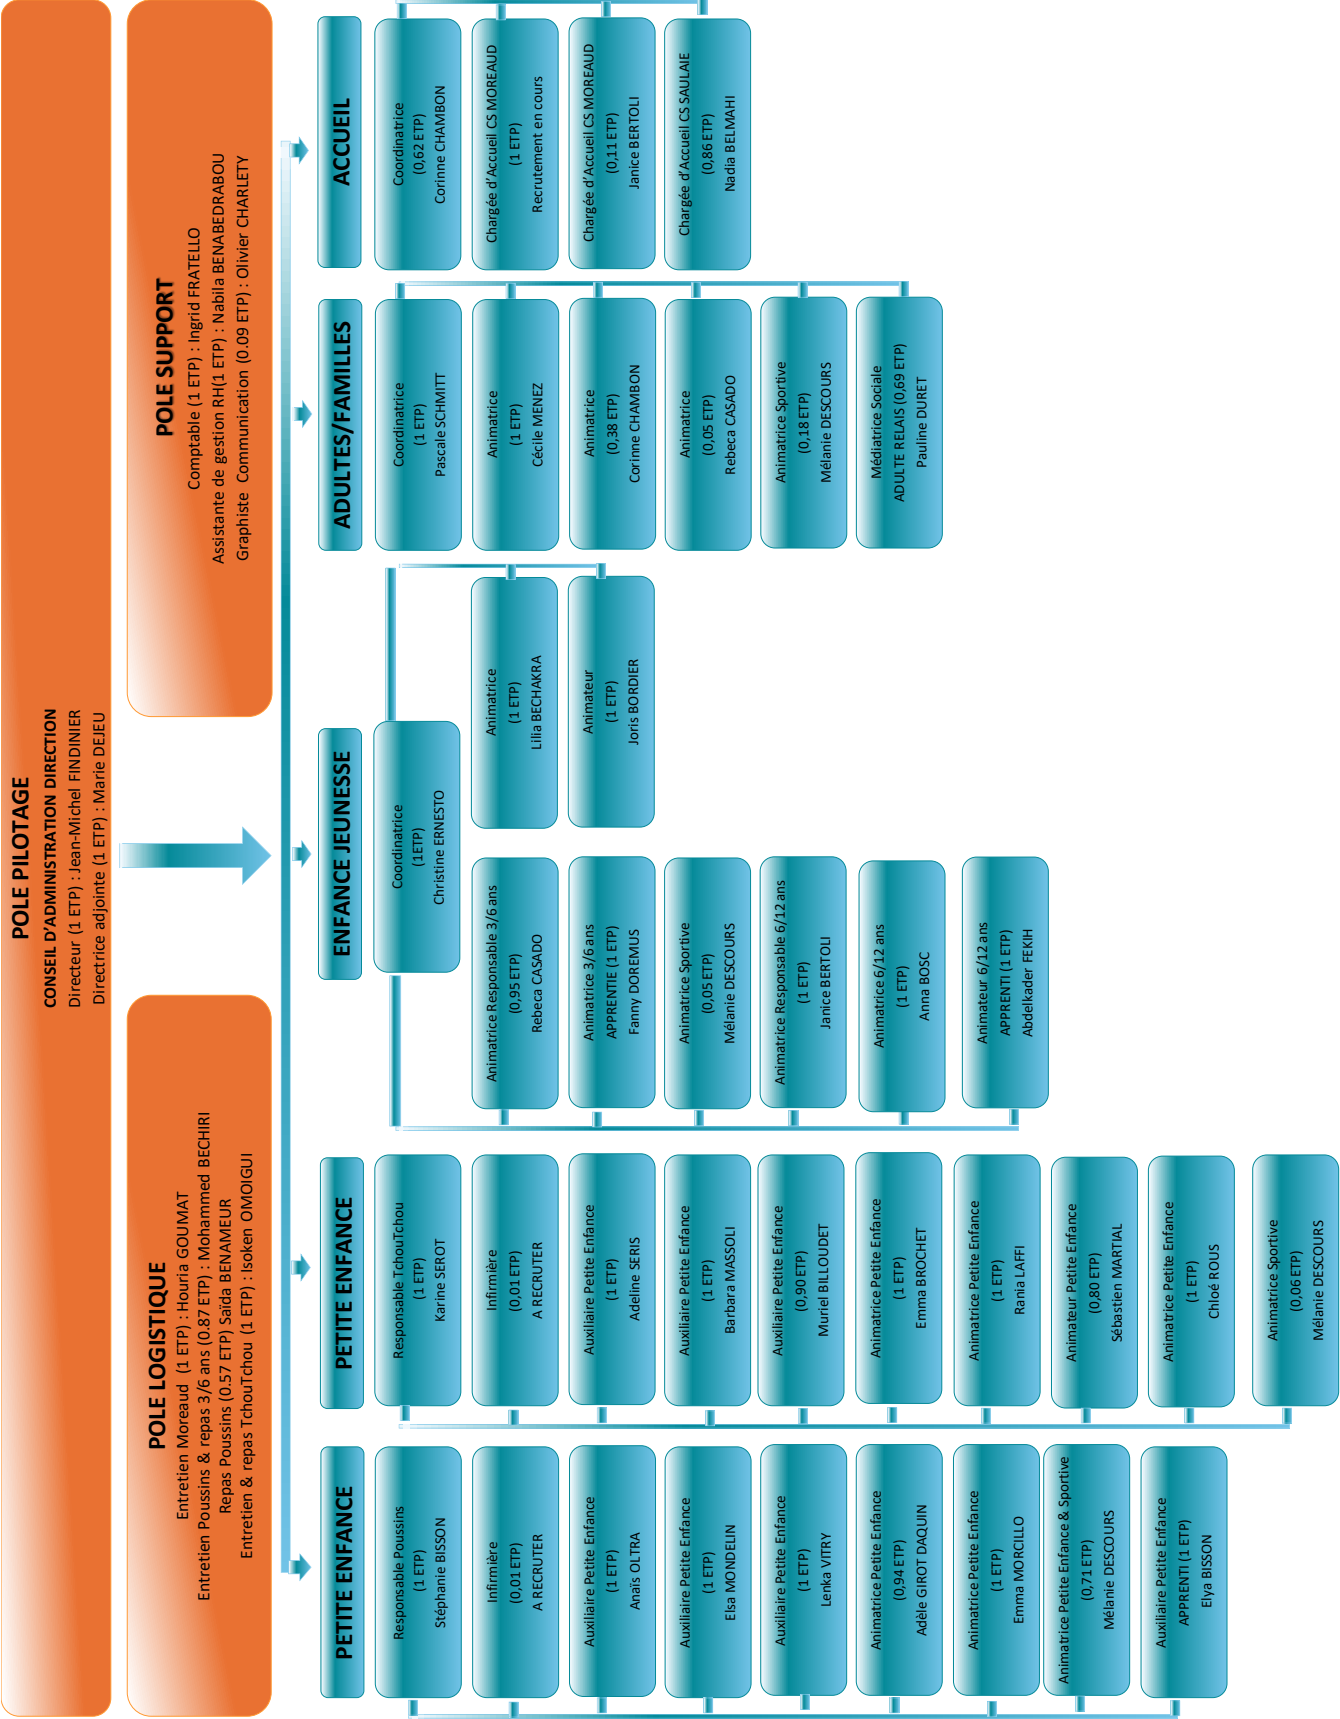 POLE PILOTAGE
CONSEIL D'ADMINISTRATION DIRECTION
Directeur (1 ETP) : Jean-Michel FINDINIER
Directrice adjointe (1 ETP) : Marie DEJEU
POLE LOGISTIQUE
Entretien Moreaud (1 ETP) : Houria GOUMAT
Entretien Poussins & repas 3/6 ans (0.87 ETP) : Mohammed BECHIRI
Repas Poussins (0.57 ETP) Saïda BENAMEUR
Entretien & repas TchouTchou (1 ETP) : Isoken OMOIGUI
POLE SUPPORT
Comptable (1 ETP) : Ingrid FRATELLO
Assistante de gestion RH(1 ETP) : Nabila BENABEDRABOU
Graphiste Communication (0.09 ETP) : Olivier CHARLETY
PETITE ENFANCE
Responsable Poussins
(1 ETP)
Stéphanie BISSON
Infirmière
(0,01 ETP)
A RECRUTER
Auxiliaire Petite Enfance
(1 ETP)
Anaïs OLTRA
Auxiliaire Petite Enfance
(1 ETP)
Elsa MONDELIN
Auxiliaire Petite Enfance
(1 ETP)
Lenka VITRY
Animatrice Petite Enfance
(0,94 ETP)
Adèle GIROT DAQUIN
Animatrice Petite Enfance
(1 ETP)
Emma MORCILLO
Animatrice Petite Enfance & Sportive
(0,71 ETP)
Mélanie DESCOURS
Auxiliaire Petite Enfance
APPRENTI (1 ETP)
Elya BISSON
PETITE ENFANCE
Responsable TchouTchou
(1 ETP)
Karine SEROT
Infirmière
(0,01 ETP)
A RECRUTER
Auxiliaire Petite Enfance
(1 ETP)
Adeline SERIS
Auxiliaire Petite Enfance
(1 ETP)
Barbara MASSOLI
Auxiliaire Petite Enfance
(0,90 ETP)
Muriel BILLOUDET
Animatrice Petite Enfance
(1 ETP)
Emma BROCHET
Animatrice Petite Enfance
(1 ETP)
Rania LAFFI
Animateur Petite Enfance
(0,80 ETP)
Sébastien MARTIAL
Animatrice Petite Enfance
(1 ETP)
Chloé ROUS
Animatrice Sportive
(0,06 ETP)
Mélanie DESCOURS
ENFANCE JEUNESSE
Coordinatrice
(1ETP)
Christine ERNESTO
Animatrice Responsable 3/6 ans
(0,95 ETP)
Rebeca CASADO
Animatrice 3/6 ans
APPRENTIE (1 ETP)
Fanny DOREMUS
Animatrice Sportive
(0,05 ETP)
Mélanie DESCOURS
Animatrice Responsable 6/12 ans
(1 ETP)
Janice BERTOLI
Animatrice 6/12 ans
(1 ETP)
Anna BOSC
Animateur 6/12 ans
APPRENTI (1 ETP)
Abdelkader FEKIH
Animatrice
(1 ETP)
Lilia BECHAKRA
Animateur
(1 ETP)
Joris BORDIER
ADULTES/FAMILLES
Coordinatrice
(1 ETP)
Pascale SCHMITT
Animatrice
(1 ETP)
Cécile MENEZ
Animatrice
(0,38 ETP)
Corinne CHAMBON
Animatrice
(0,05 ETP)
Rebeca CASADO
Animatrice Sportive
(0,18 ETP)
Mélanie DESCOURS
Médiatrice Sociale
ADULTE RELAIS (0,69 ETP)
Pauline DURET
ACCUEIL
Coordinatrice
(0,62 ETP)
Corinne CHAMBON
Chargée d'Accueil CS MOREAUD
(1 ETP)
Recrutement en cours
Chargée d'Accueil CS MOREAUD
(0,11 ETP)
Janice BERTOLI
Chargée d'Accueil CS SAULAIE
(0,86 ETP)
Nadia BELMAHI